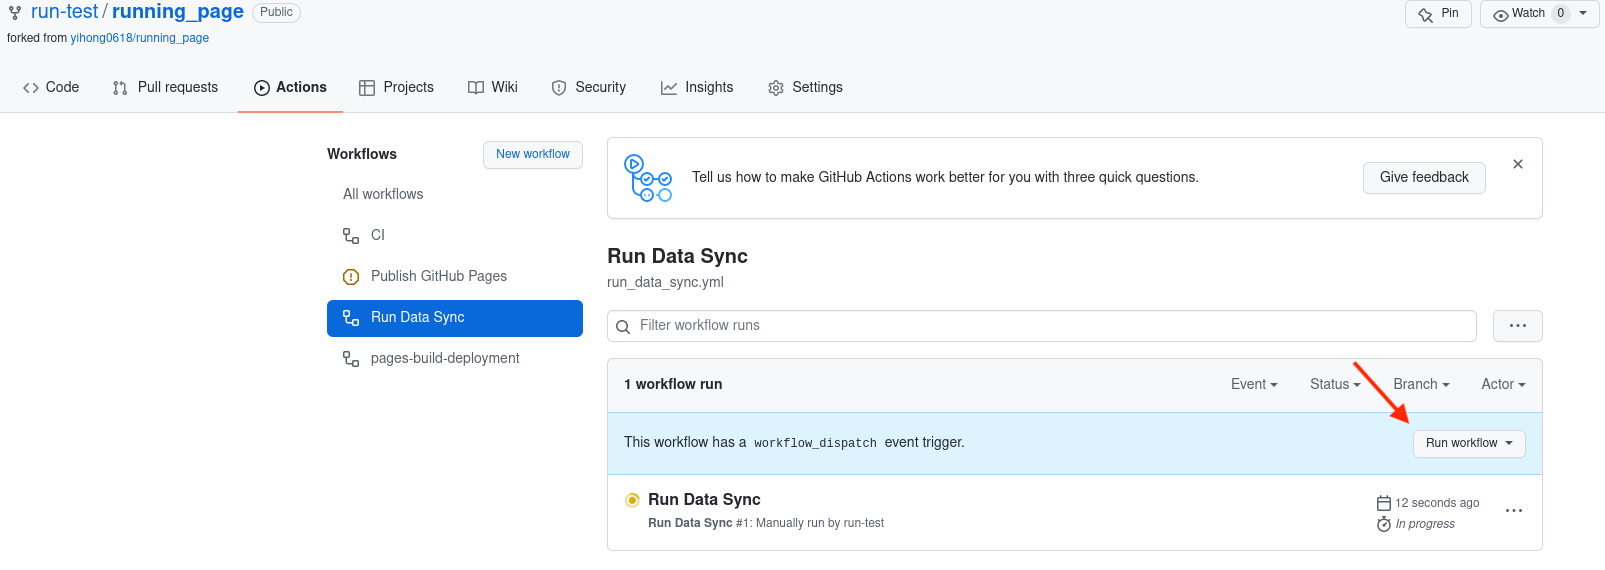 run-test / running_page Public Pin Watch 0
forked from yihong0618/running_page
Code Pull requests Actions Projects Wiki Security Insights Settings
Workflows New workflow
All workflows
CI
Publish GitHub Pages
Run Data Sync
pages-build-deployment
Tell us how to make GitHub Actions work better for you with three quick questions. Give feedback
Run Data Sync
run_data_sync.yml
Filter workflow runs
1 workflow run Event Status Branch Actor
This workflow has a workflow_dispatch event trigger. Run workflow
Run Data Sync 12 seconds ago
Run Data Sync #1: Manually run by run-test In progress